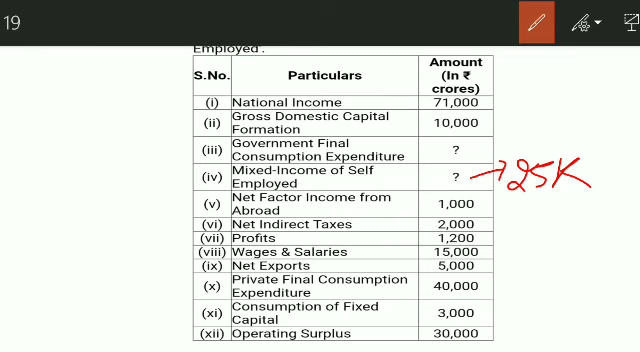 19
Employed :
S.No. Particulars Amount (In ₹ crores)
(i) National Income 71,000
(ii) Gross Domestic Capital Formation 10,000
(iii) Government Final Consumption Expenditure ?
(iv) Mixed-Income of Self Employed ? → 25K
(v) Net Factor Income from Abroad 1,000
(vi) Net Indirect Taxes 2,000
(vii) Profits 1,200
(viii) Wages & Salaries 15,000
(ix) Net Exports 5,000
(x) Private Final Consumption Expenditure 40,000
(xi) Consumption of Fixed Capital 3,000
(xii) Operating Surplus 30,000